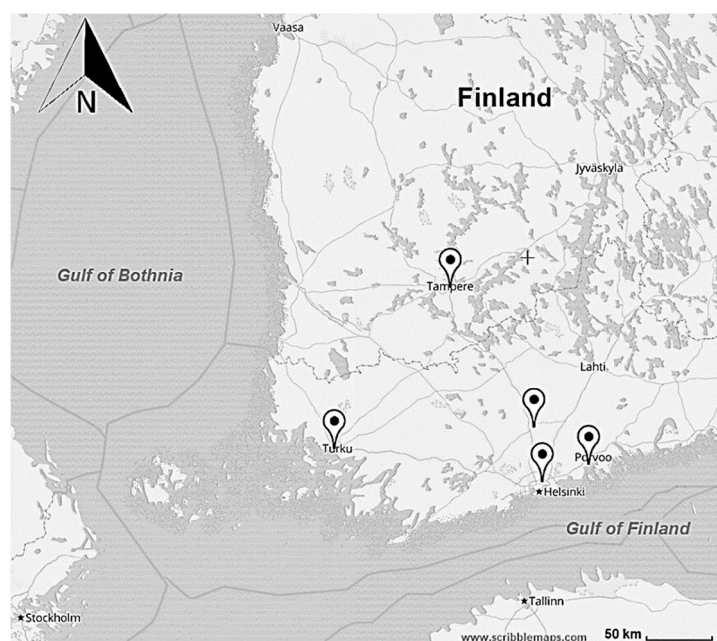 Vaasa
N
Finland
Jyväskyla
Gulf of Bothnia
Tampere
Lahti
Turku
Porvoo
Helsinki
Gulf of Finland
Tallinn
Stockholm
www.scribblemaps.com
50 km